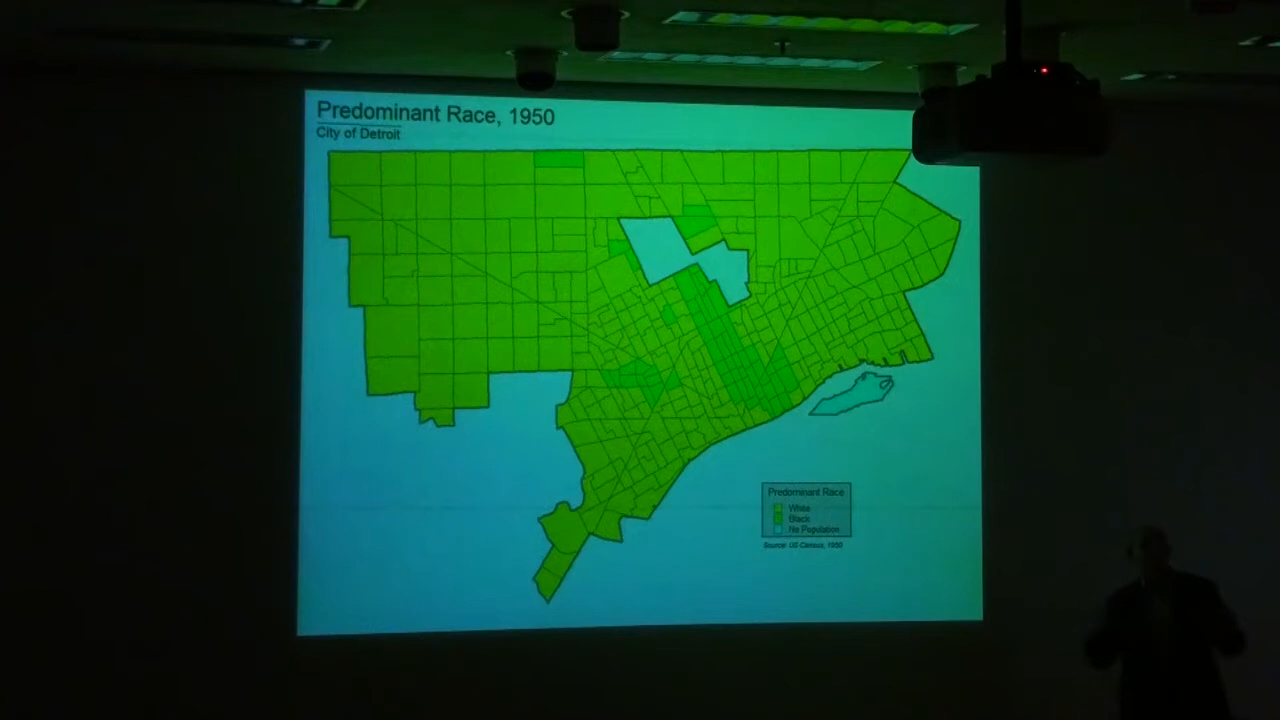 Predominant Race, 1950
City of Detroit
Predominant Race
White
Black
No Population
Source: US Census, 1950